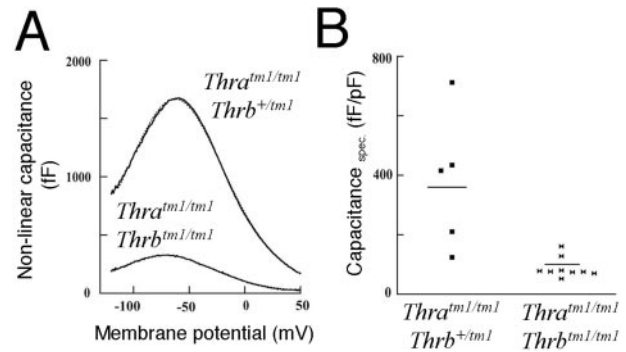 A
Non-linear capacitance
(fF)
2000
1000
0
Thra^tm1/tm1
Thrb^+/tm1
Thra^tm1/tm1
Thrb^tm1/tm1
-100
-50
0
50
Membrane potential (mV)
B
Capacitance spec. (fF/pF)
800
400
0
Thra^tm1/tm1
Thrb^+/tm1
Thra^tm1/tm1
Thrb^tm1/tm1